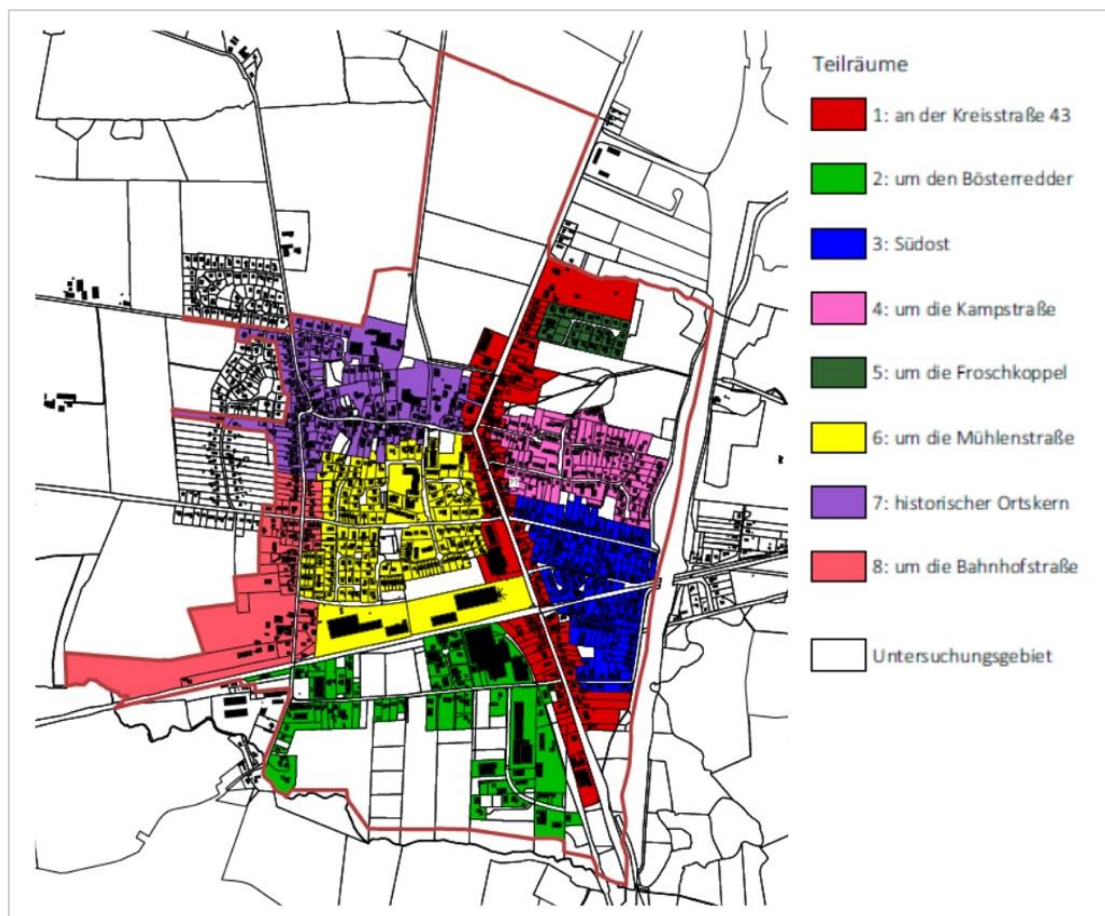 Teilräume
1: an der Kreisstraße 43
2: um den Bösterredder
3: Südost
4: um die Kampstraße
5: um die Froschkoppel
6: um die Mühlenstraße
7: historischer Ortskern
8: um die Bahnhofstraße
Untersuchungsgebiet